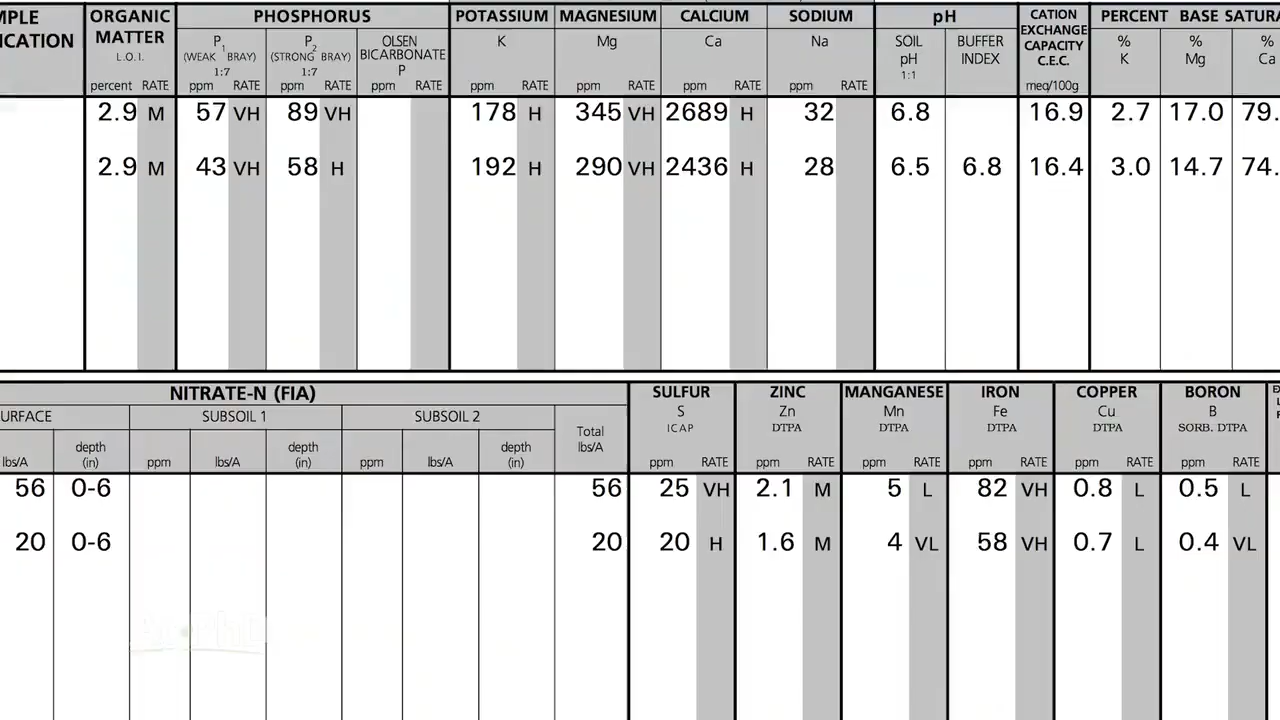 MPLE
ICATION
ORGANIC
MATTER
L.O.I.
percent RATE
PHOSPHORUS
P1
(WEAK BRAY)
1:7
ppm RATE
P2
(STRONG BRAY)
1:7
ppm RATE
OLSEN
BICARBONATE
P
ppm RATE
POTASSIUM
K
ppm RATE
MAGNESIUM
Mg
ppm RATE
CALCIUM
Ca
ppm RATE
SODIUM
Na
ppm RATE
pH
SOIL
pH
1:1
BUFFER
INDEX
CATION
EXCHANGE
CAPACITY
C.E.C.
meq/100g
PERCENT BASE SATURA
%
K
%
Mg
%
Ca
2.9 M 57 VH 89 VH 178 H 345 VH 2689 H 32 6.8 16.9 2.7 17.0 79.
2.9 M 43 VH 58 H 192 H 290 VH 2436 H 28 6.5 6.8 16.4 3.0 14.7 74.
NITRATE-N (FIA)
URFACE
lbs/A
depth
(in)
SUBSOIL 1
ppm
lbs/A
depth
(in)
SUBSOIL 2
ppm
lbs/A
depth
(in)
Total
lbs/A
SULFUR
S
ICAP
ppm RATE
ZINC
Zn
DTPA
ppm RATE
MANGANESE
Mn
DTPA
ppm RATE
IRON
Fe
DTPA
ppm RATE
COPPER
Cu
DTPA
ppm RATE
BORON
B
SORB. DTPA
ppm RATE
56 0-6 56 25 VH 2.1 M 5 L 82 VH 0.8 L 0.5 L
20 0-6 20 20 H 1.6 M 4 VL 58 VH 0.7 L 0.4 VL